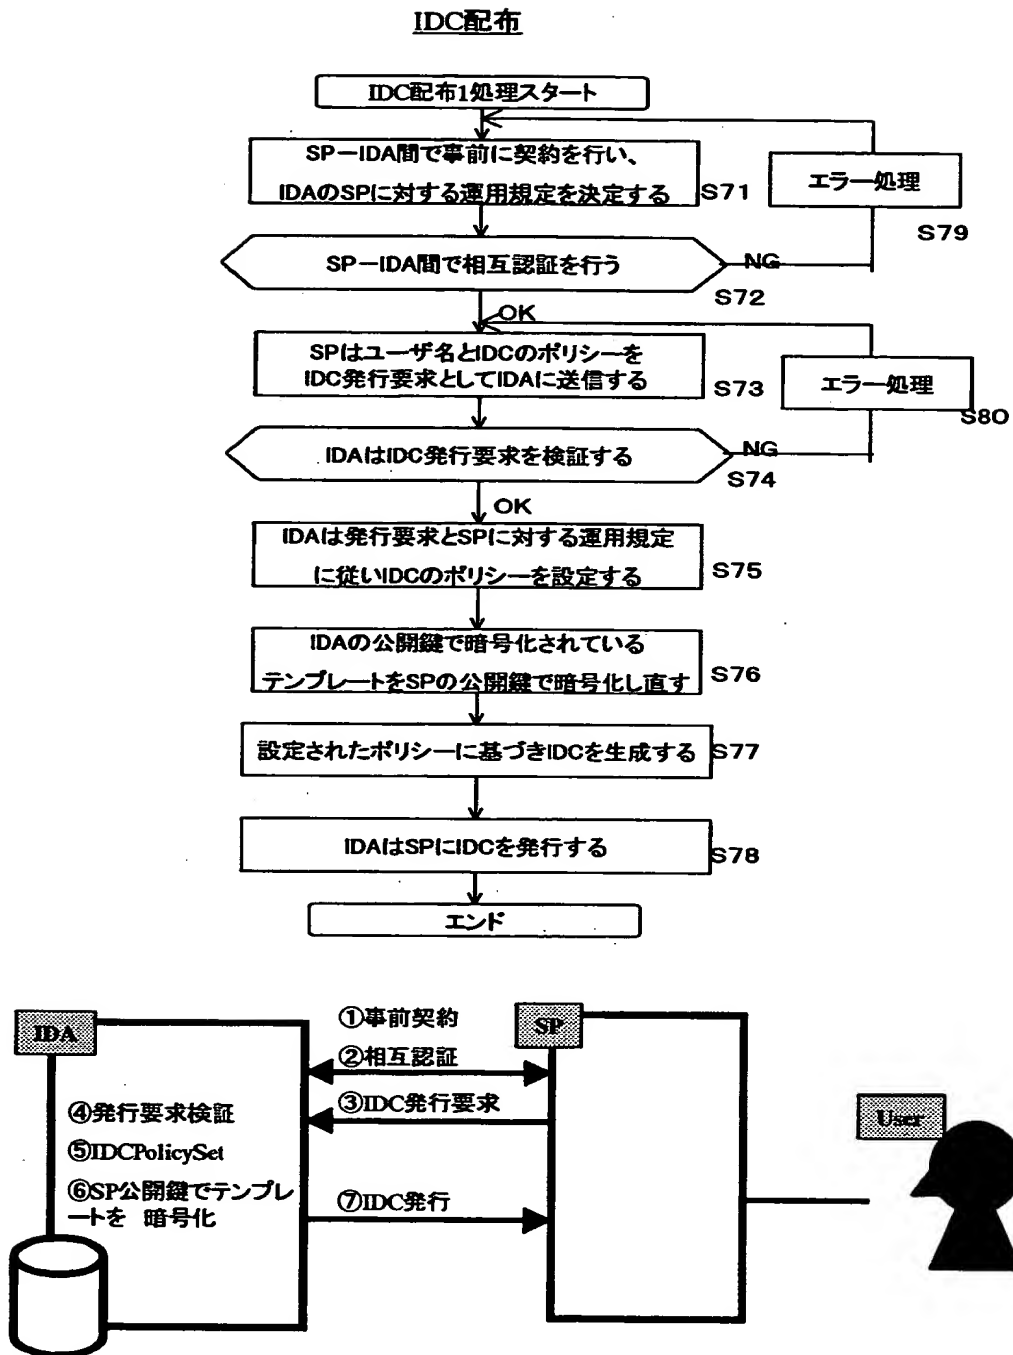 IDC配布
IDC配布1処理スタート
SP－IDA間で事前に契約を行い、
IDAのSPに対する運用規定を決定する
S71
エラー処理
S79
SP－IDA間で相互認証を行う
NG
S72
OK
SPはユーザ名とIDCのポリシーを
IDC発行要求としてIDAに送信する
S73
エラー処理
S80
IDAはIDC発行要求を検証する
NG
S74
OK
IDAは発行要求とSPに対する運用規定
に従いIDCのポリシーを設定する
S75
IDAの公開鍵で暗号化されている
テンプレートをSPの公開鍵で暗号化し直す
S76
設定されたポリシーに基づきIDCを生成する
S77
IDAはSPにIDCを発行する
S78
エンド
IDA
①事前契約
SP
②相互認証
③IDC発行要求
④発行要求検証
⑤IDCPolicySet
⑥SP公開鍵でテンプレ
ートを 暗号化
⑦IDC発行
User